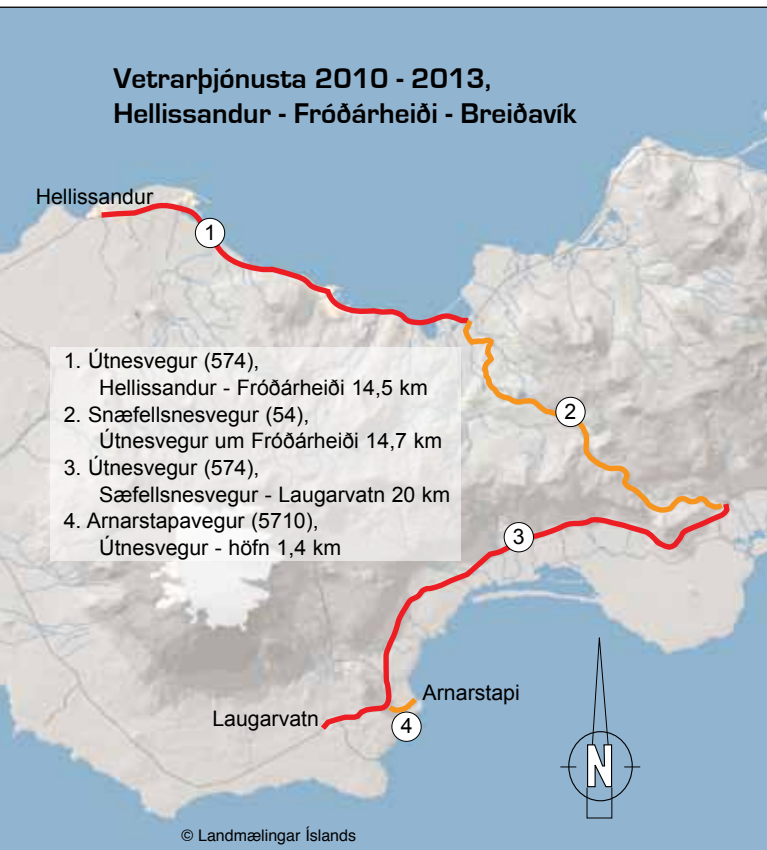 Vetrarþjónusta 2010 - 2013,
Hellissandur - Fróðárheiði - Breiðavík
Hellissandur
1
1. Útnesvegur (574),
Hellissandur - Fróðárheiði 14,5 km
2. Snæfellsnesvegur (54),
Útnesvegur um Fróðárheiði 14,7 km
3. Útnesvegur (574),
Sæfellsnesvegur - Laugarvatn 20 km
4. Arnarstapavegur (5710),
Útnesvegur - höfn 1,4 km
2
3
Arnarstapi
Laugarvatn
4
N
© Landmælingar Íslands